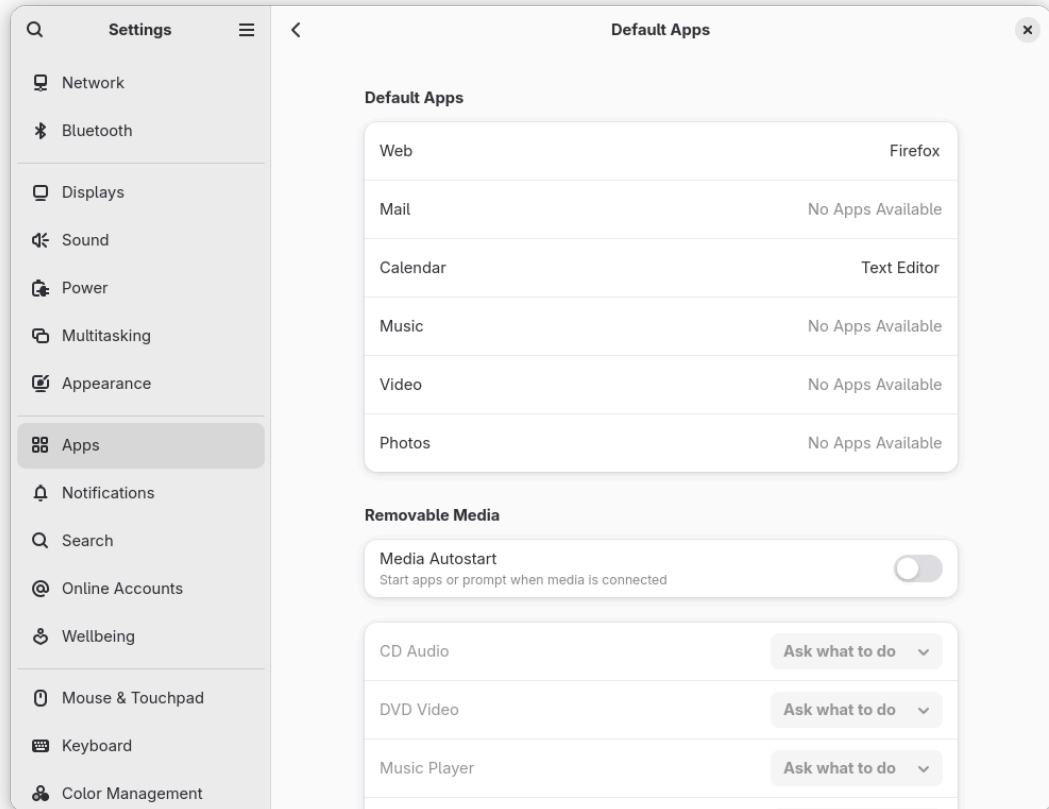 Settings
Network
Bluetooth
Displays
Sound
Power
Multitasking
Appearance
Apps
Notifications
Search
Online Accounts
Wellbeing
Mouse & Touchpad
Keyboard
Color Management
Default Apps
Default Apps
Web Firefox
Mail No Apps Available
Calendar Text Editor
Music No Apps Available
Video No Apps Available
Photos No Apps Available
Removable Media
Media Autostart
Start apps or prompt when media is connected
CD Audio Ask what to do
DVD Video Ask what to do
Music Player Ask what to do